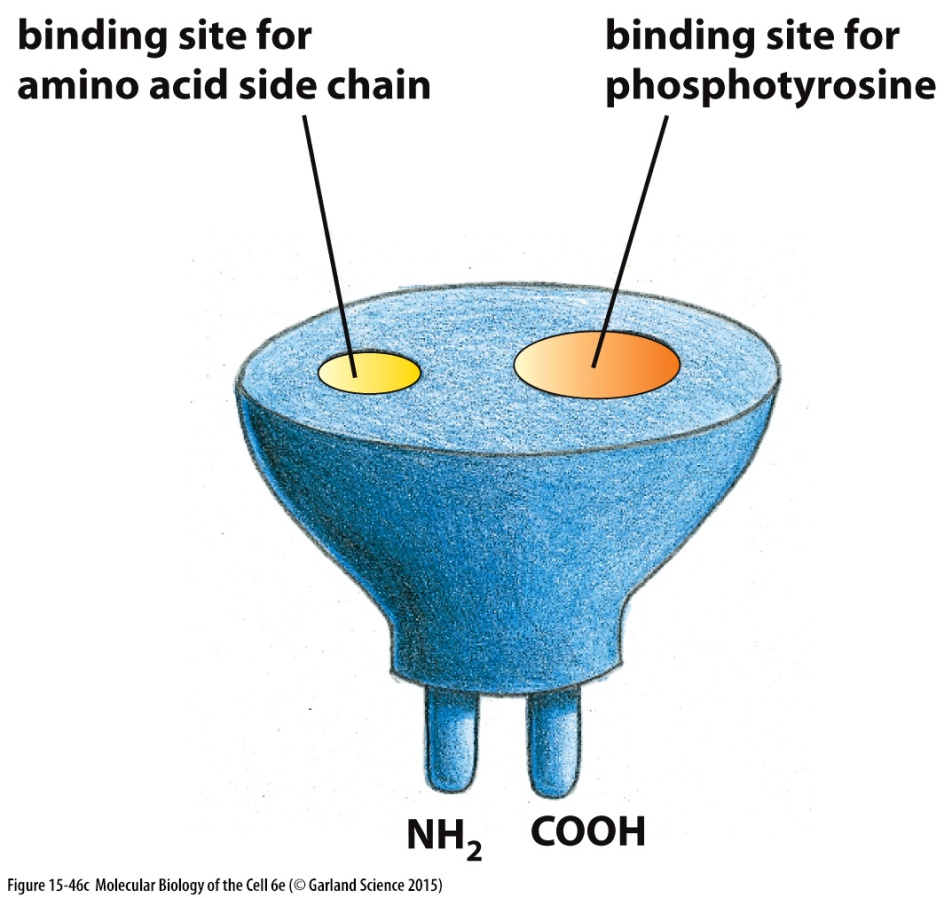 binding site for
amino acid side chain
binding site for
phosphotyrosine
NH₂
COOH
Figure 15-46c Molecular Biology of the Cell 6e (© Garland Science 2015)